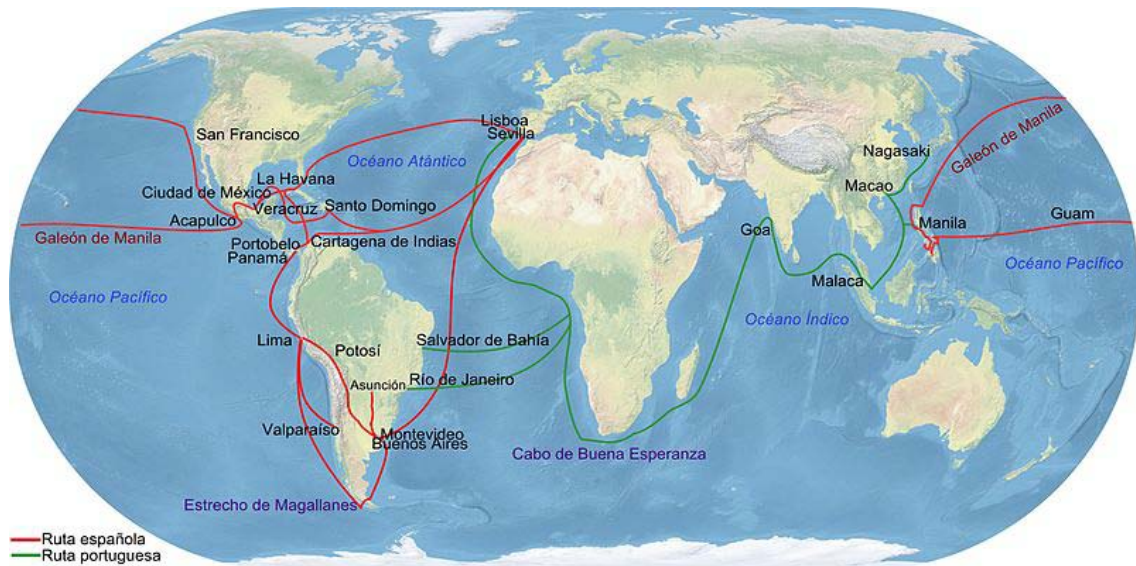 Lisboa
Sevilla
San Francisco
Océano Atántico
Galeón de Manila
Nagasaki
La Havana
Macao
Ciudad de México
Veracruz
Santo Domingo
Acapulco
Manila
Guam
Galeón de Manila
Portobelo
Cartagena de Indias
Goa
Panamá
Océano Pacífico
Malaca
Océano Pacífico
Océano Índico
Lima
Potosí
Salvador de Bahía
Asunción
Río de Janeiro
Valparaíso
Montevideo
Buenos Aires
Cabo de Buena Esperanza
Estrecho de Magallanes
Ruta española
Ruta portuguesa